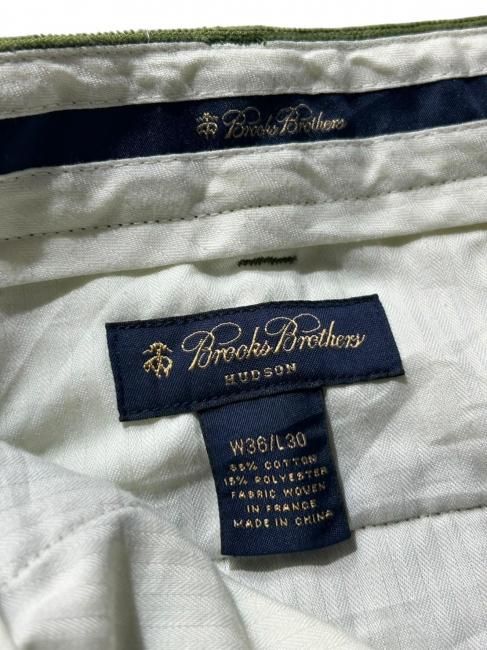 Brooks Brothers
Brooks Brothers
HUDSON
W36/L30
85% COTTON
15% POLYESTER
FABRIC WOVEN
IN FRANCE
MADE IN CHINA